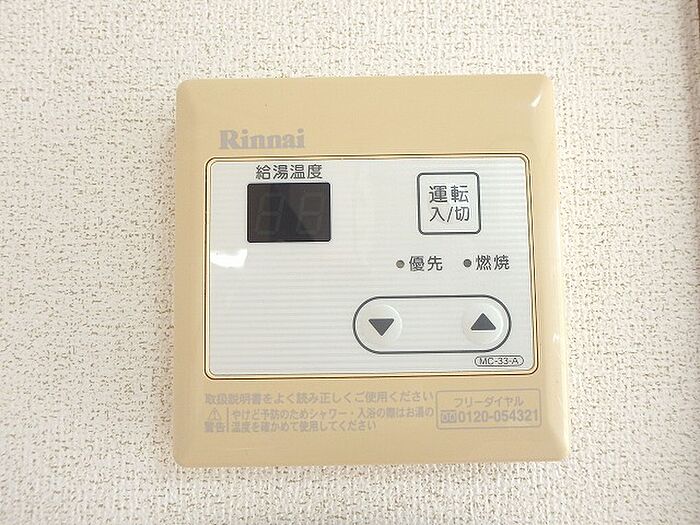 Rinnai
給湯温度
運転
入/切
優先 燃焼
MC-33-A
取扱説明書をよく読み正しくご使用ください
警告 やけど予防のためシャワー・入浴の際はお湯の
温度を確かめて使用してください
フリーダイヤル
0120-054321